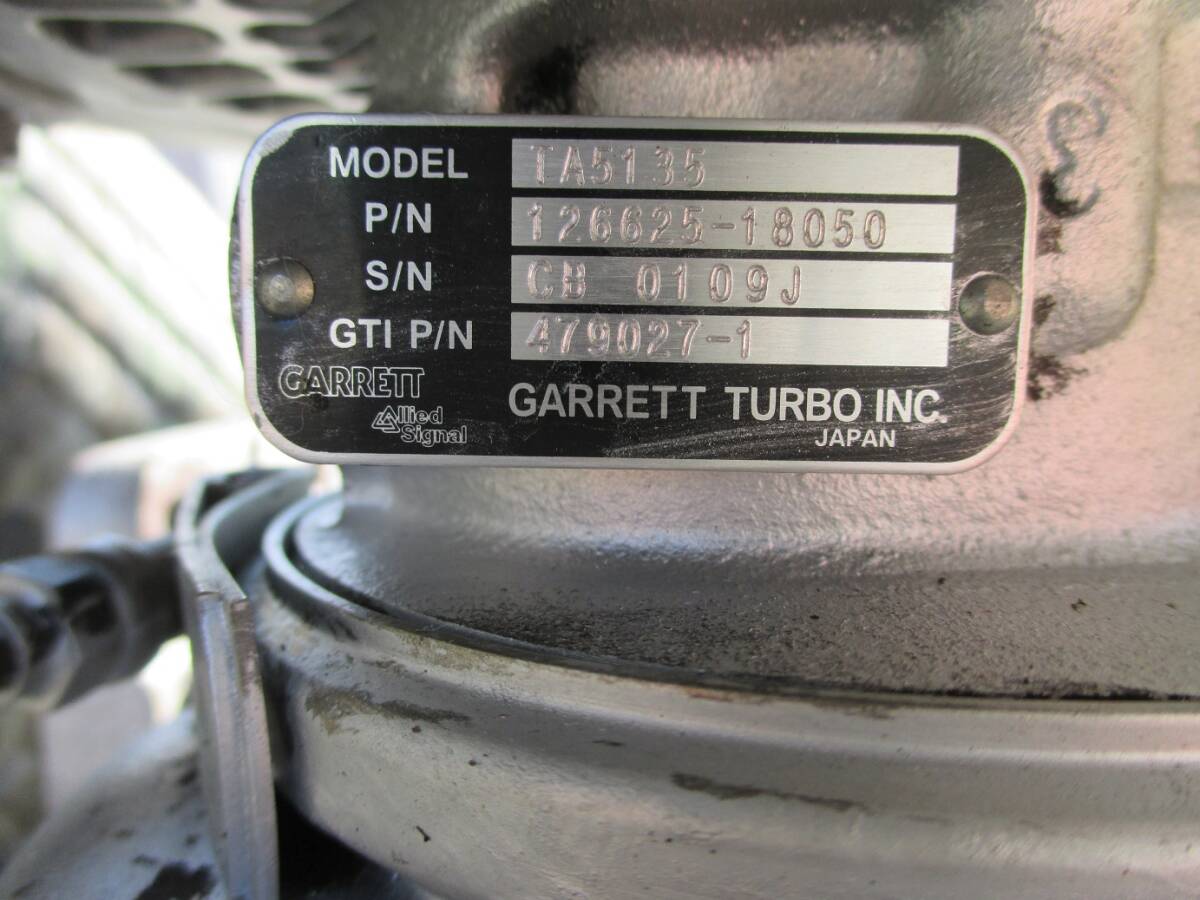 MODEL TA5135
P/N 126625-18050
S/N CB 0109J
GTI P/N 479027-1
GARRETT
Allied
Signal
GARRETT TURBO INC.
JAPAN